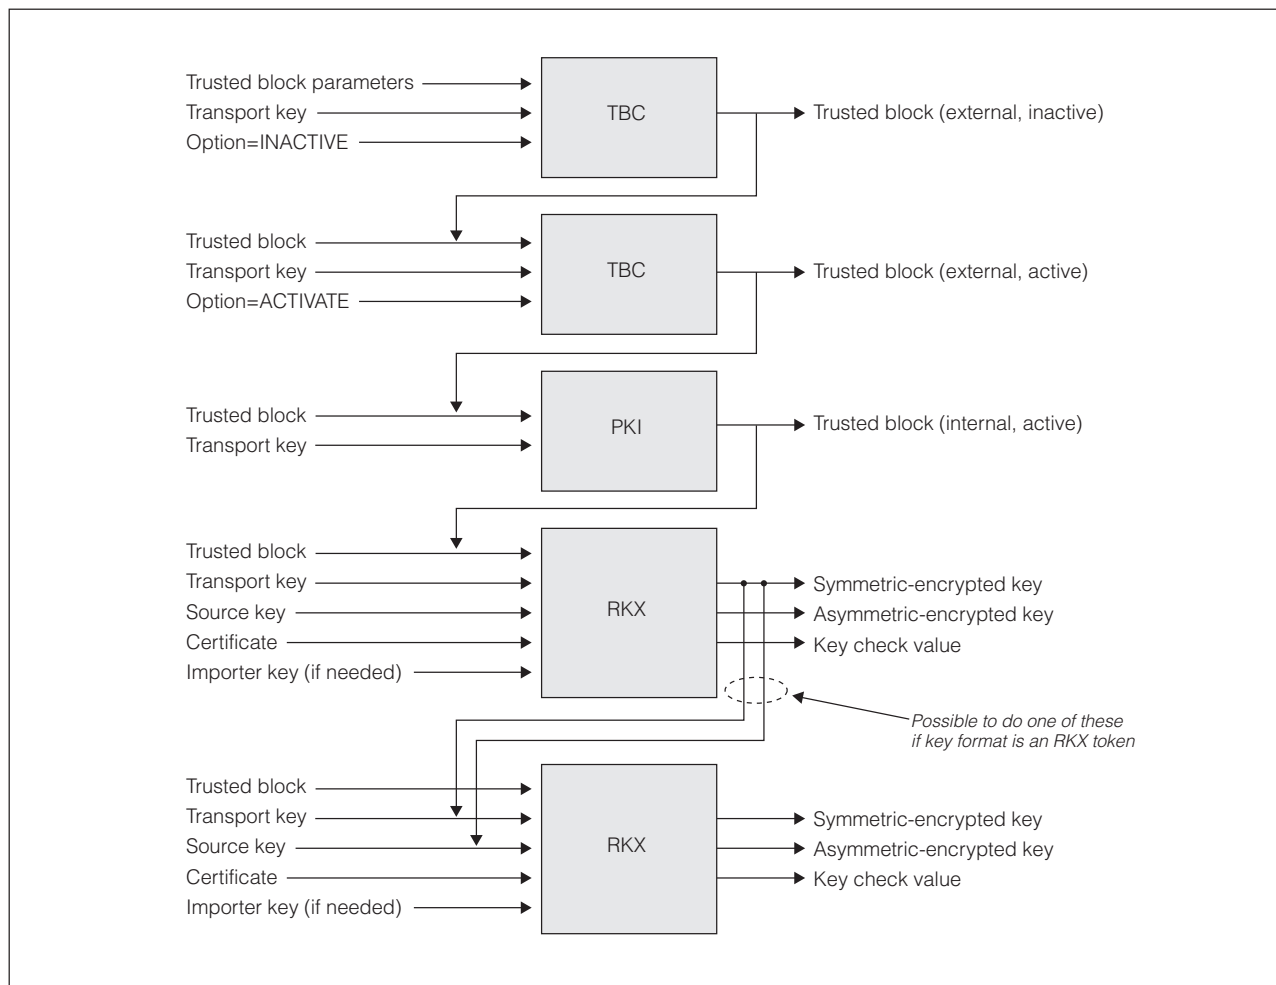 Trusted block parameters
Transport key
Option=INACTIVE
TBC
Trusted block (external, inactive)
Trusted block
Transport key
Option=ACTIVATE
TBC
Trusted block (external, active)
Trusted block
Transport key
PKI
Trusted block (internal, active)
Trusted block
Transport key
Source key
Certificate
Importer key (if needed)
RKX
Symmetric-encrypted key
Asymmetric-encrypted key
Key check value
Possible to do one of these
if key format is an RKX token
Trusted block
Transport key
Source key
Certificate
Importer key (if needed)
RKX
Symmetric-encrypted key
Asymmetric-encrypted key
Key check value